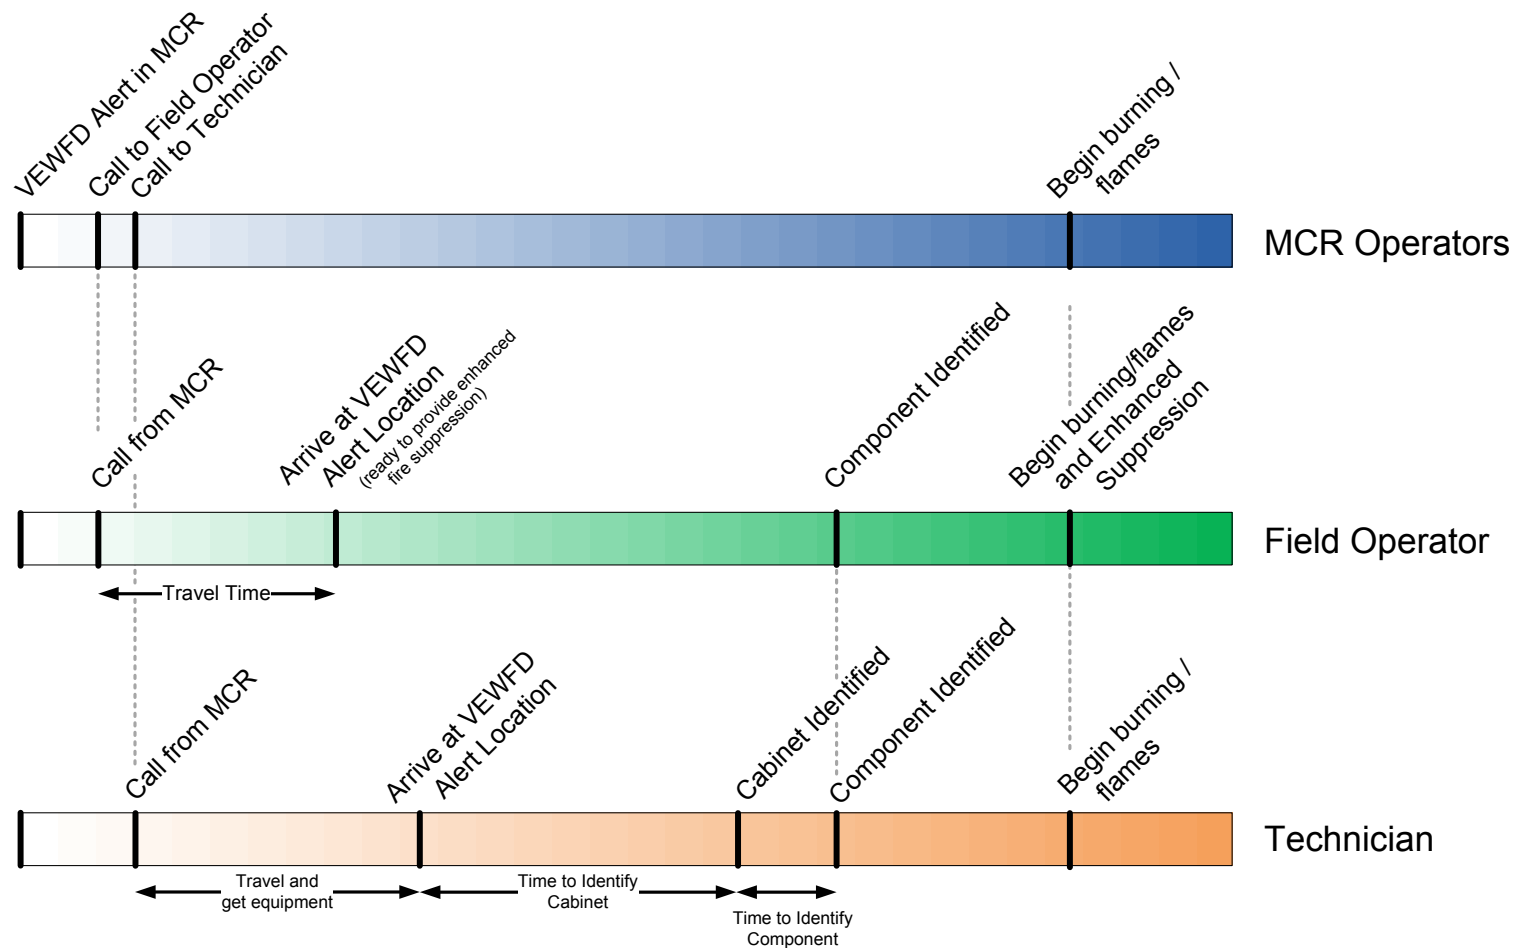 VEWFD Alert in MCR
Call to Field Operator
Call to Technician
Begin burning /
flames
MCR Operators
Call from MCR
Arrive at VEWFD
Alert Location
(ready to provide enhanced
fire suppression)
Component Identified
Begin burning/flames
and Enhanced
Suppression
Field Operator
Travel Time
Call from MCR
Arrive at VEWFD
Alert Location
Cabinet Identified
Component Identified
Begin burning /
flames
Technician
Travel and
get equipment
Time to Identify
Cabinet
Time to Identify
Component